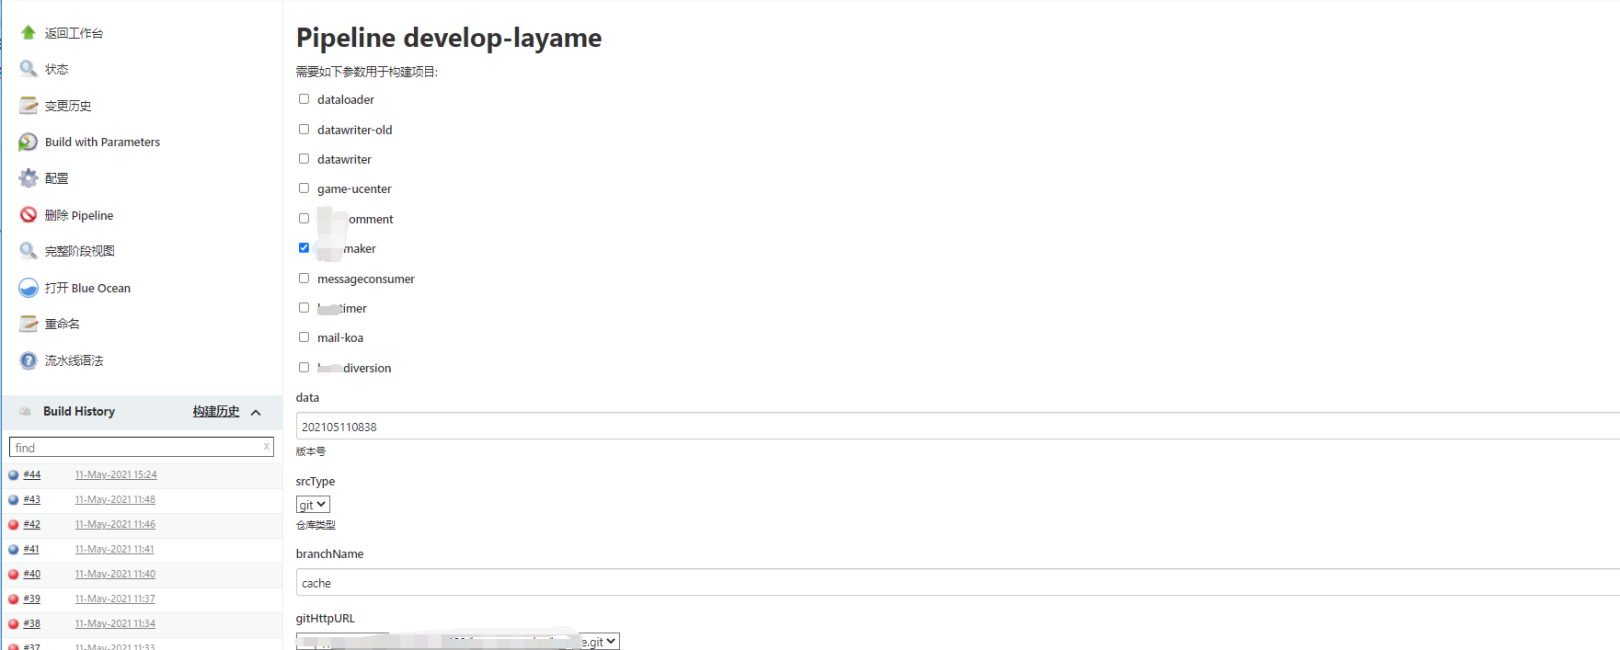 返回工作台
状态
变更历史
Build with Parameters
配置
删除 Pipeline
完整阶段视图
打开 Blue Ocean
重命名
流水线语法
Build History 构建历史
find x
#44 11-May-2021 15:24
#43 11-May-2021 11:48
#42 11-May-2021 11:46
#41 11-May-2021 11:41
#40 11-May-2021 11:40
#39 11-May-2021 11:37
#38 11-May-2021 11:34
#37 11-May-2021 11:33
Pipeline develop-layame
需要如下参数用于构建项目:
dataloader
datawriter-old
datawriter
game-ucenter
omment
maker
messageconsumer
timer
mail-koa
diversion
data
202105110838
版本号
srcType
git
仓库类型
branchName
cache
gitHttpURL
e.git